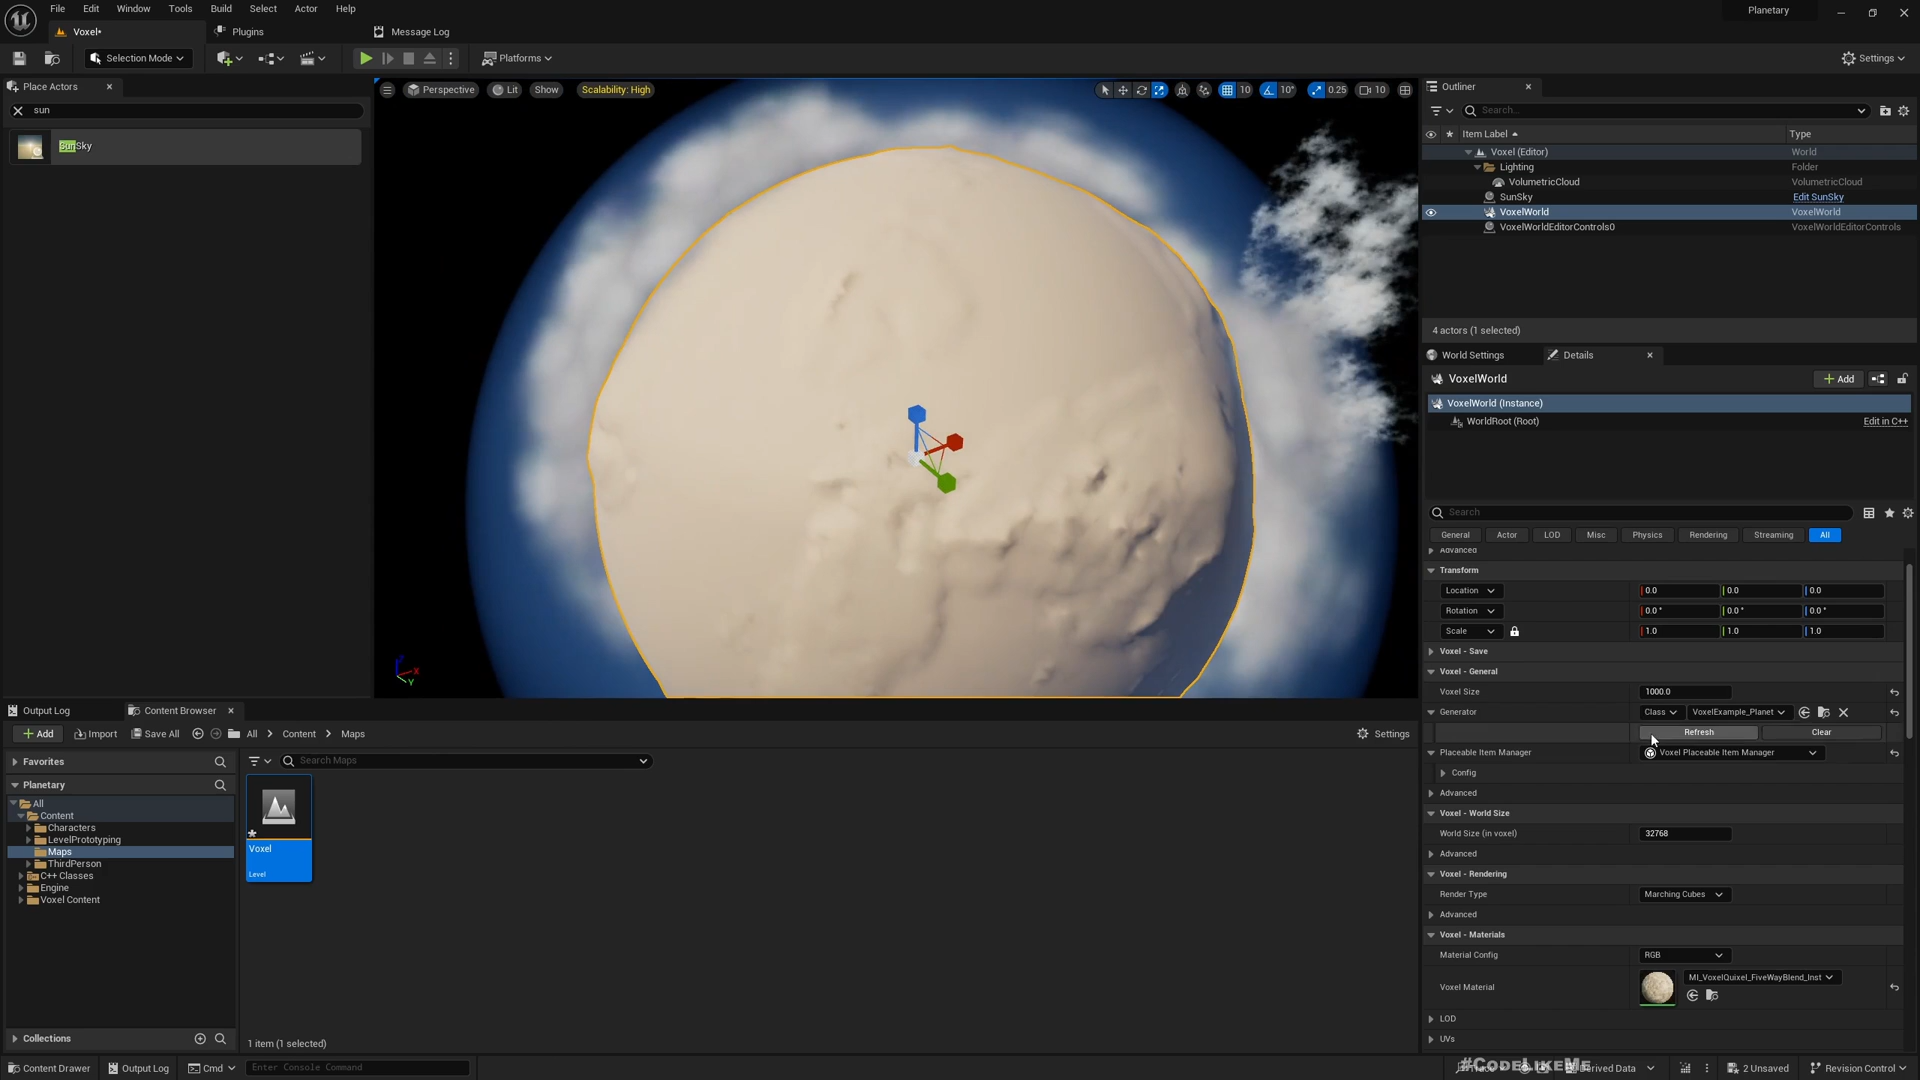 File Edit Window Tools Build Select Actor Help
Planetary
Voxel•
Plugins
Message Log
Selection Mode
Platforms
Settings
Place Actors
sun
SunSky
Perspective
Lit
Show
Scalability: High
10
10°
0.25
10
Outliner
Search...
Item Label
Type
Voxel (Editor)
World
Lighting
Folder
VolumetricCloud
VolumetricCloud
SunSky
Edit SunSky
VoxelWorld
VoxelWorld
VoxelWorldEditorControls0
VoxelWorldEditorControls
4 actors (1 selected)
World Settings
Details
VoxelWorld
Add
VoxelWorld (Instance)
WorldRoot (Root)
Edit in C++
Search
General Actor LOD Misc Physics Rendering Streaming All
Advanced
Transform
Location
0.0 0.0 0.0
Rotation
0.0 ° 0.0 ° 0.0 °
Scale
1.0 1.0 1.0
Voxel - Save
Voxel - General
Voxel Size
1000.0
Generator
Class
VoxelExample_Planet
Refresh
Clear
Placeable Item Manager
Voxel Placeable Item Manager
Config
Advanced
Voxel - World Size
World Size (in voxel)
32768
Advanced
Voxel - Rendering
Render Type
Marching Cubes
Advanced
Voxel - Materials
Material Config
RGB
Voxel Material
MI_VoxelQuixel_FiveWayBlend_Inst
LOD
UVs
X
Y
Output Log
Content Browser
Add
Import
Save All
All
Content
Maps
Settings
Favorites
Planetary
All
Content
Characters
LevelPrototyping
Maps
ThirdPerson
C++ Classes
Engine
Voxel Content
Collections
Search Maps
Voxel
Level
1 item (1 selected)
Content Drawer
Output Log
Cmd
Enter Console Command
#CodeLikeMe
Derived Data
2 Unsaved
Revision Control